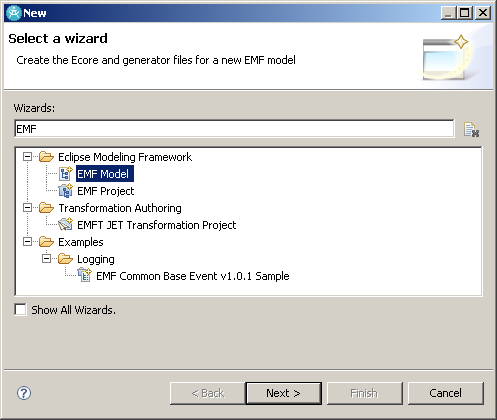 New
Select a wizard
Create the Ecore and generator files for a new EMF model
Wizards:
EMF
Eclipse Modeling Framework
EMF Model
EMF Project
Transformation Authoring
EMFT JET Transformation Project
Examples
Logging
EMF Common Base Event v1.0.1 Sample
Show All Wizards.
?
< Back
Next >
Finish
Cancel